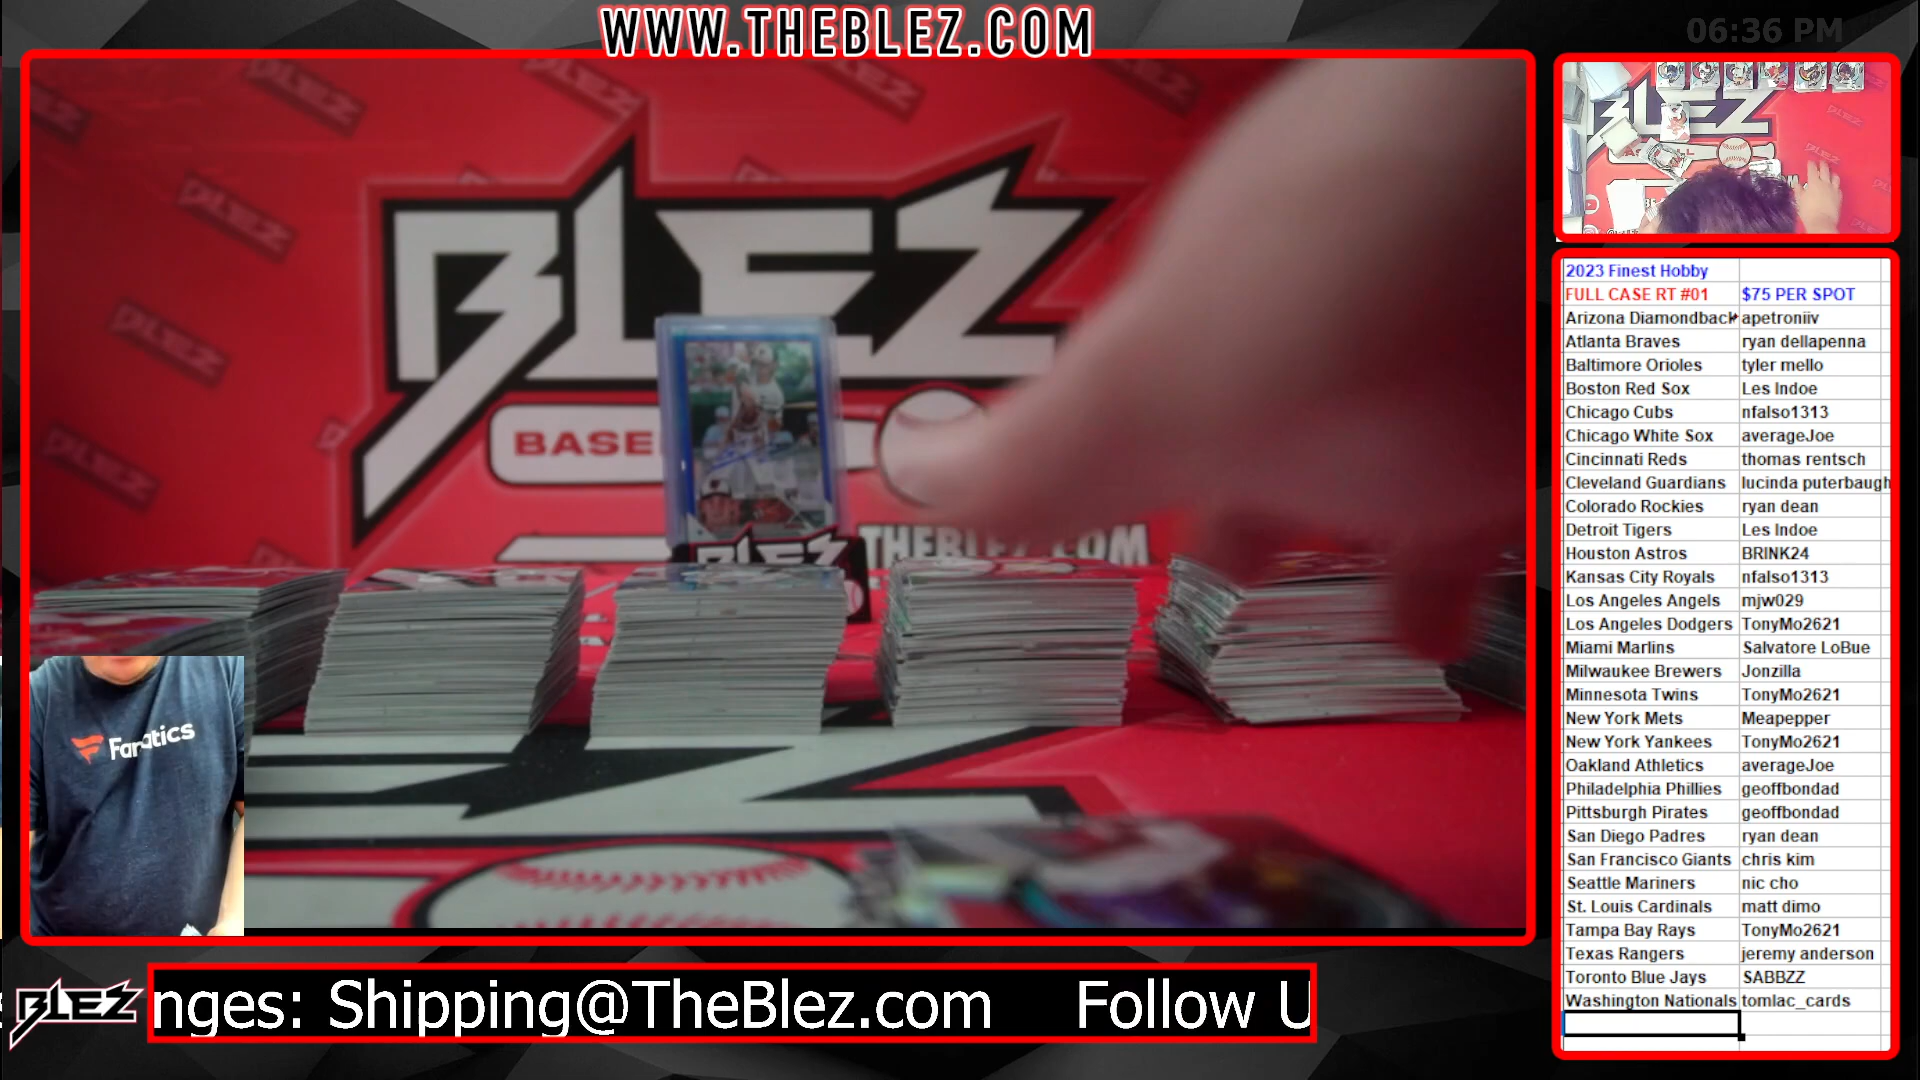 WWW.THEBLEZ.COM
06:36 PM
BLEZ
BASE
THEBLEZ.COM
BLEZ
Fanatics
2023 Finest Hobby
FULL CASE RT #01 $75 PER SPOT
Arizona Diamondback apetroniiv
Atlanta Braves ryan dellapenna
Baltimore Orioles tyler mello
Boston Red Sox Les Indoe
Chicago Cubs nfalso1313
Chicago White Sox averageJoe
Cincinnati Reds thomas rentsch
Cleveland Guardians lucinda puterbaugh
Colorado Rockies ryan dean
Detroit Tigers Les Indoe
Houston Astros BRINK24
Kansas City Royals nfalso1313
Los Angeles Angels mjw029
Los Angeles Dodgers TonyMo2621
Miami Marlins Salvatore LoBue
Milwaukee Brewers Jonzilla
Minnesota Twins TonyMo2621
New York Mets Meapepper
New York Yankees TonyMo2621
Oakland Athletics averageJoe
Philadelphia Phillies geoffbondad
Pittsburgh Pirates geoffbondad
San Diego Padres ryan dean
San Francisco Giants chris kim
Seattle Mariners nic cho
St. Louis Cardinals matt dimo
Tampa Bay Rays TonyMo2621
Texas Rangers jeremy anderson
Toronto Blue Jays SABBZZ
Washington Nationals tomlac_cards
BLEZ
nges: Shipping@TheBlez.com Follow U